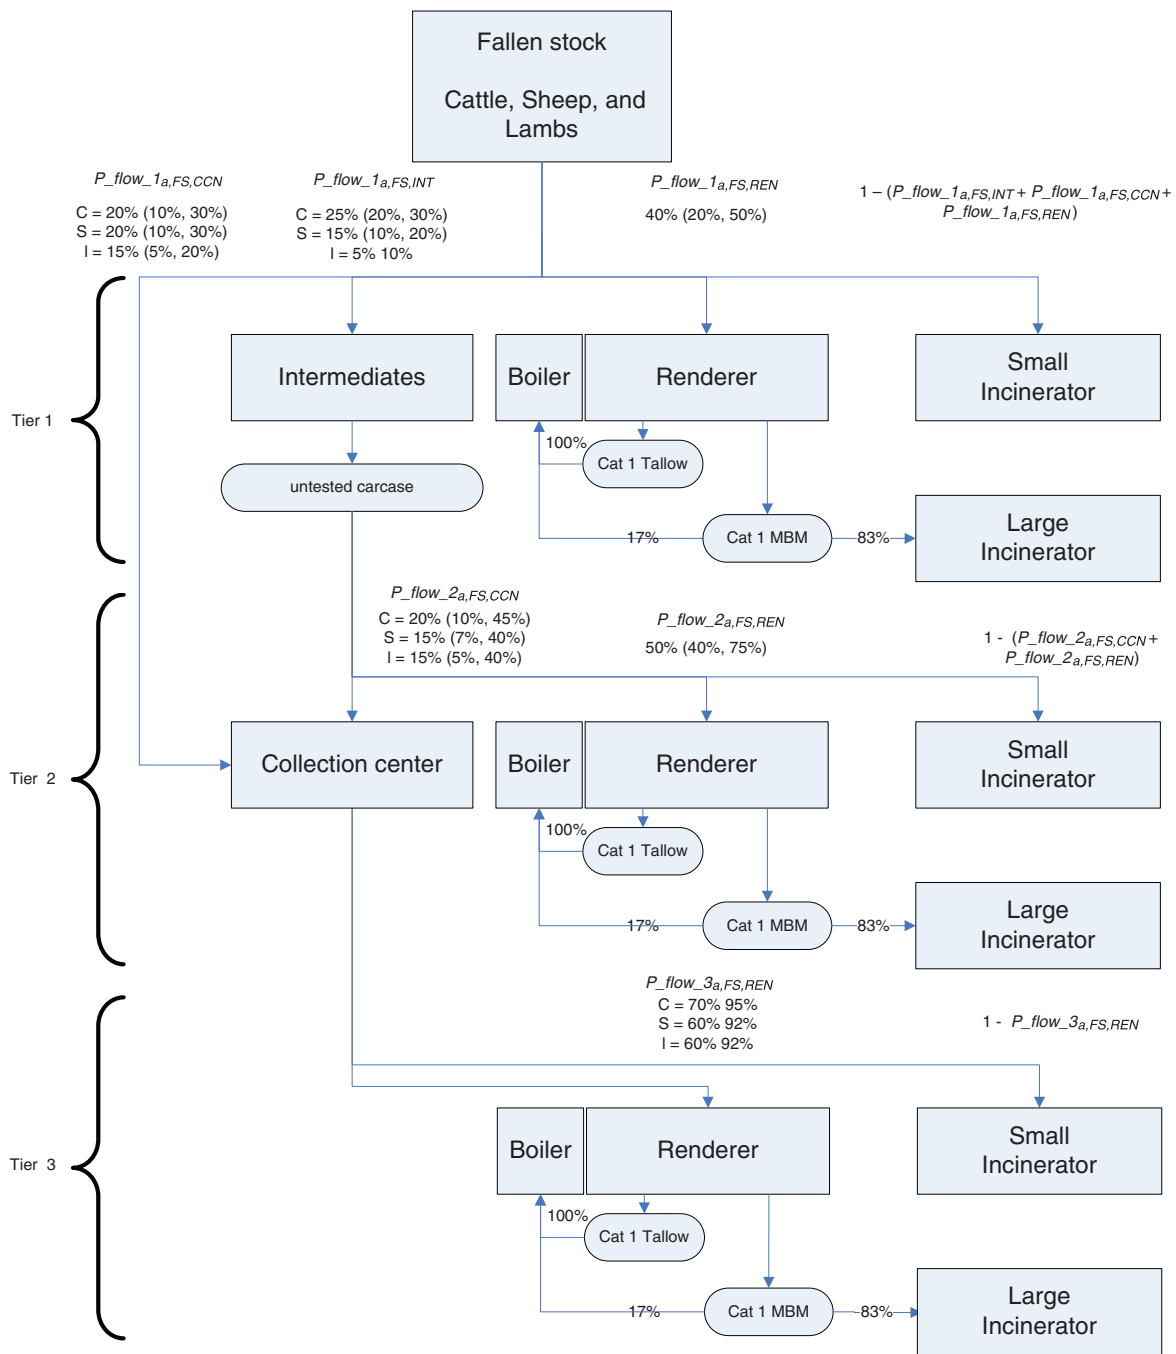 Fallen stock
Cattle, Sheep, and
Lambs
P_flow_1a,FS,CCN
C = 20% (10%, 30%)
S = 20% (10%, 30%)
l = 15% (5%, 20%)
P_flow_1a,FS,INT
C = 25% (20%, 30%)
S = 15% (10%, 20%)
l = 5% 10%
P_flow_1a,FS,REN
40% (20%, 50%)
1 – (P_flow_1a,FS,INT + P_flow_1a,FS,CCN +
P_flow_1a,FS,REN)
Tier 1
Intermediates
Boiler
Renderer
Small
Incinerator
100%
Cat 1 Tallow
untested carcase
17%
Cat 1 MBM
83%
Large
Incinerator
P_flow_2a,FS,CCN
C = 20% (10%, 45%)
S = 15% (7%, 40%)
l = 15% (5%, 40%)
P_flow_2a,FS,REN
50% (40%, 75%)
1 - (P_flow_2a,FS,CCN +
P_flow_2a,FS,REN)
Tier 2
Collection center
Boiler
Renderer
Small
Incinerator
100%
Cat 1 Tallow
17%
Cat 1 MBM
83%
Large
Incinerator
P_flow_3a,FS,REN
C = 70% 95%
S = 60% 92%
l = 60% 92%
1 - P_flow_3a,FS,REN
Tier 3
Boiler
Renderer
Small
Incinerator
100%
Cat 1 Tallow
17%
Cat 1 MBM
83%
Large
Incinerator